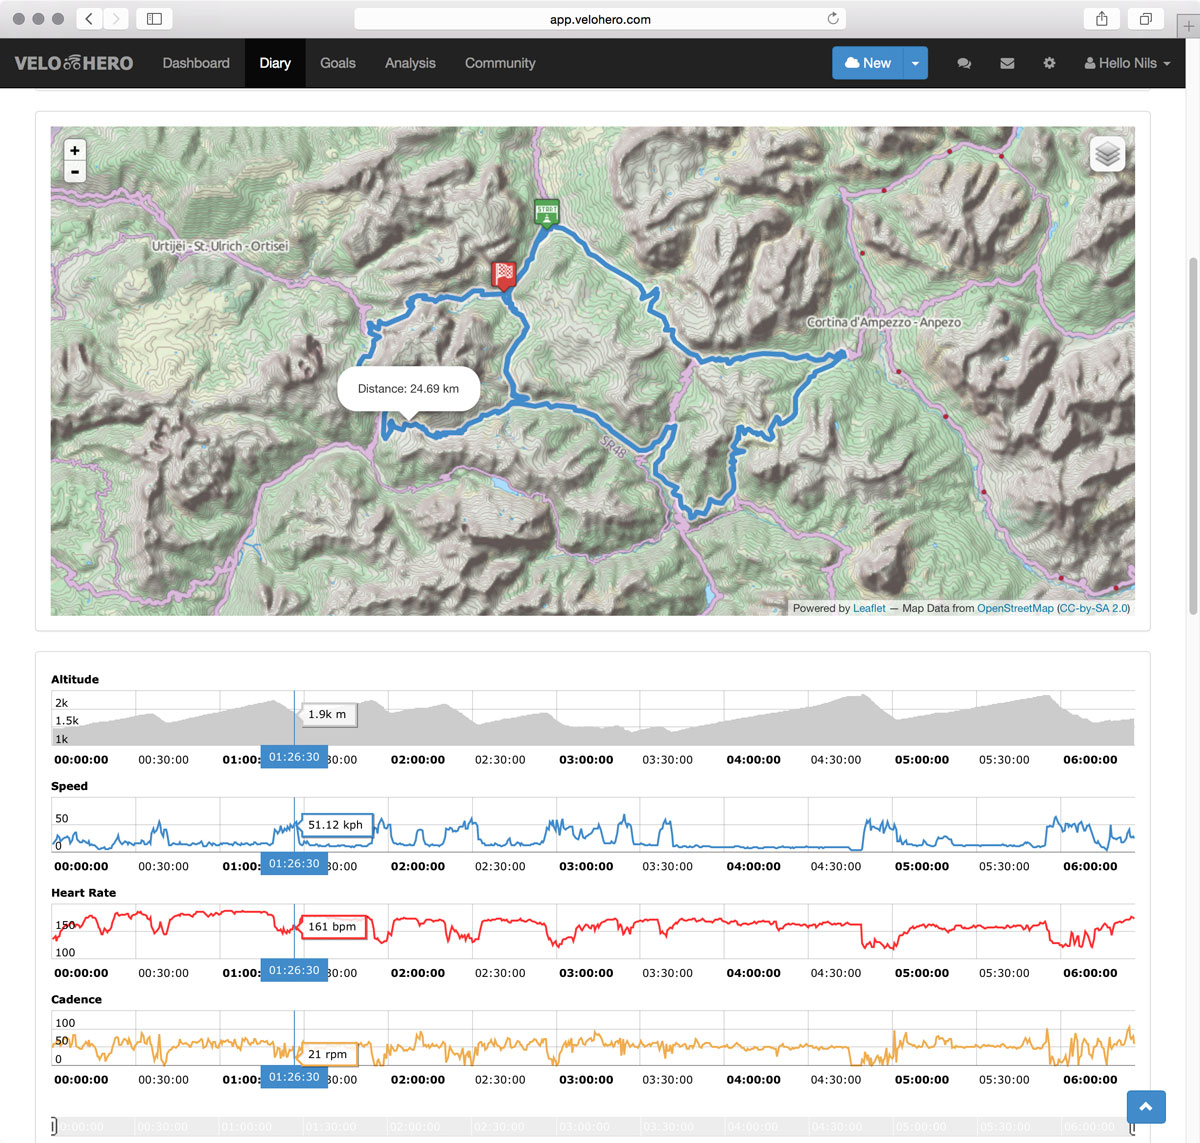 app.velohero.com
VELO HERO Dashboard Diary Goals Analysis Community New Hello Nils
+
-
START
Urtijëi - St. Ulrich - Ortisei
Cortina d'Ampezzo - Anpezo
Distance: 24.69 km
SR48
Powered by Leaflet — Map Data from OpenStreetMap (CC-by-SA 2.0)
Altitude
2k
1.9k m
1.5k
1k
00:00:00 00:30:00 01:00: 01:26:30 30:00 02:00:00 02:30:00 03:00:00 03:30:00 04:00:00 04:30:00 05:00:00 05:30:00 06:00:00
Speed
50
51.12 kph
0
00:00:00 00:30:00 01:00: 01:26:30 30:00 02:00:00 02:30:00 03:00:00 03:30:00 04:00:00 04:30:00 05:00:00 05:30:00 06:00:00
Heart Rate
150
161 bpm
100
00:00:00 00:30:00 01:00: 01:26:30 30:00 02:00:00 02:30:00 03:00:00 03:30:00 04:00:00 04:30:00 05:00:00 05:30:00 06:00:00
Cadence
100
50
21 rpm
0
00:00:00 00:30:00 01:00: 01:26:30 30:00 02:00:00 02:30:00 03:00:00 03:30:00 04:00:00 04:30:00 05:00:00 05:30:00 06:00:00
0:00:00 00:30:00 01:00:00 01:30:00 02:00:00 02:30:00 03:00:00 03:30:00 04:00:00 04:30:00 05:00:00 05:30:00 06:00:00